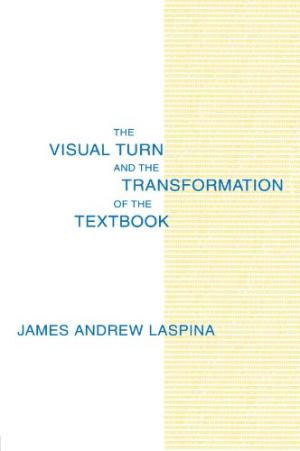 THE
VISUAL TURN
AND THE
TRANSFORMATION
OF THE
TEXTBOOK
JAMES ANDREW LASPINA